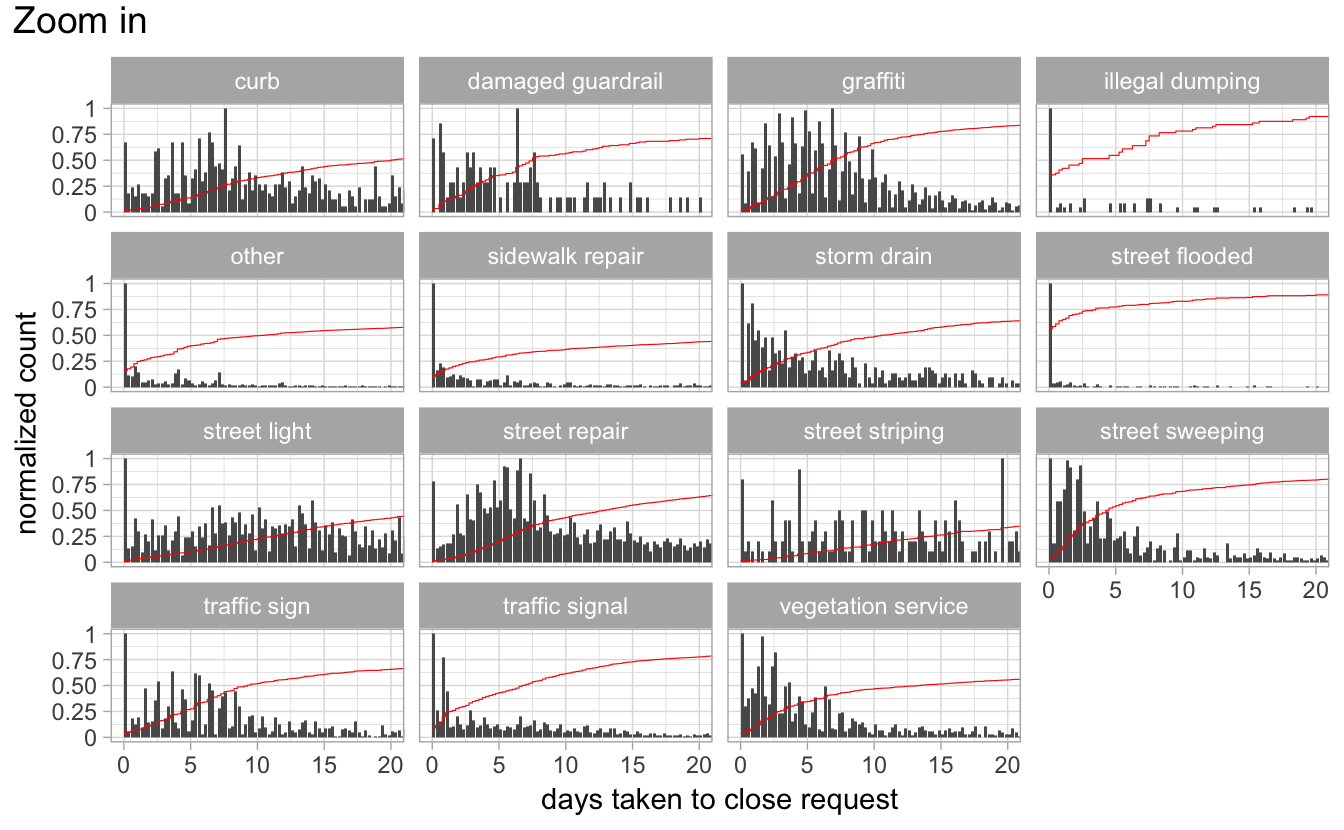 Zoom in
curb damaged guardrail graffiti illegal dumping
1
0.75
0.50
0.25
0
other sidewalk repair storm drain street flooded
1
0.75
0.50
0.25
0
normalized count
street light street repair street striping street sweeping
1
0.75
0.50
0.25
0
0 5 10 15 20
traffic sign traffic signal vegetation service
1
0.75
0.50
0.25
0
0 5 10 15 20 0 5 10 15 20 0 5 10 15 20
days taken to close request